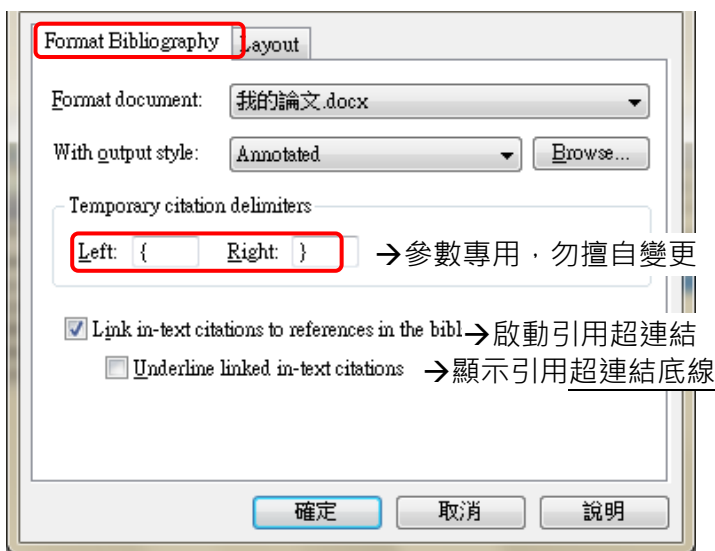 Format Bibliography Layout
Format document: 我的論文.docx
With output style: Annotated Browse...
Temporary citation delimiters
Left: { Right: } →參數專用，勿擅自變更
Link in-text citations to references in the bibl→啟動引用超連結
Underline linked in-text citations →顯示引用超連結底線
確定 取消 說明